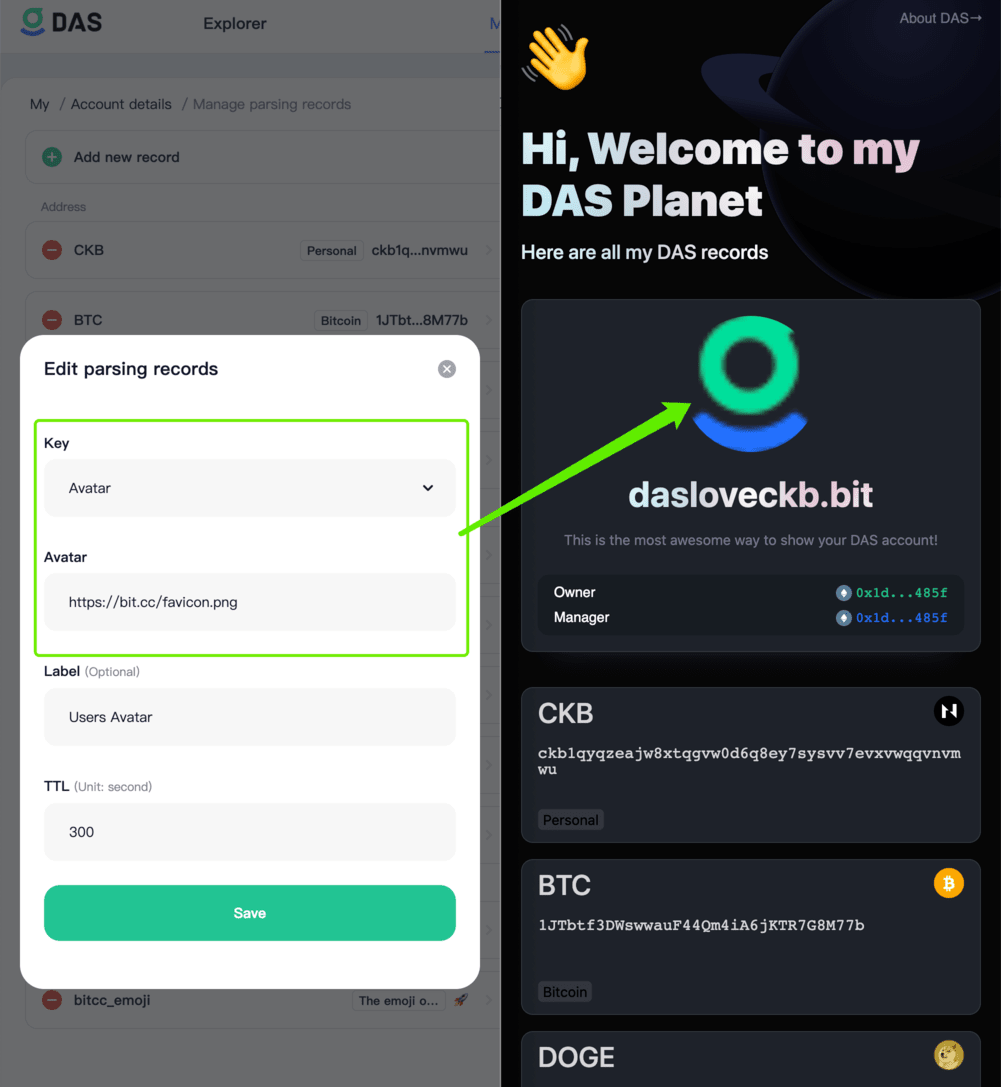 DAS
Explorer
M
My / Account details / Manage parsing records
Add new record
Address
CKB
Personal
ckb1q...nvmwu
BTC
Bitcoin
1JTbt...8M77b
Edit parsing records
Key
Avatar
Avatar
https://bit.cc/favicon.png
Label (Optional)
Users Avatar
TTL (Unit: second)
300
Save
bitcc_emoji
The emoji o...
About DAS→
Hi, Welcome to my
DAS Planet
Here are all my DAS records
dasloveckb.bit
This is the most awesome way to show your DAS account!
Owner
0x1d...485f
Manager
0x1d...485f
CKB
ckb1qyqzeajw8xtqgvw0d6q8ey7sysvv7evxvwqqvnvm
wu
Personal
BTC
1JTbtf3DWswwauF44Qm4iA6jKTR7G8M77b
Bitcoin
DOGE